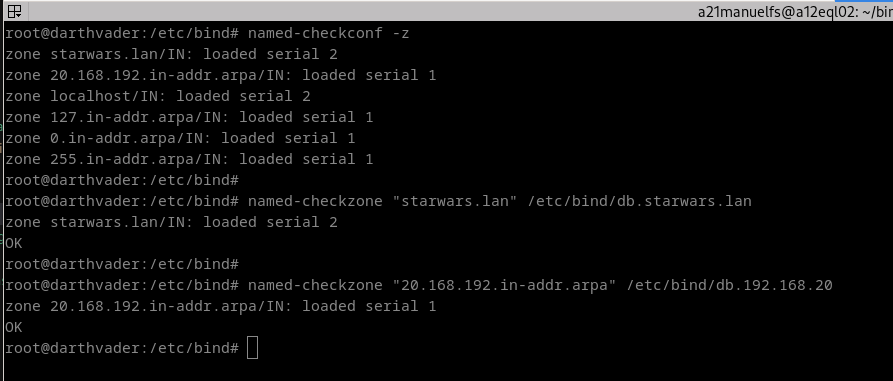 a21manuelfs@a12eql02: ~/bin
root@darthvader:/etc/bind# named-checkconf -z
zone starwars.lan/IN: loaded serial 2
zone 20.168.192.in-addr.arpa/IN: loaded serial 1
zone localhost/IN: loaded serial 2
zone 127.in-addr.arpa/IN: loaded serial 1
zone 0.in-addr.arpa/IN: loaded serial 1
zone 255.in-addr.arpa/IN: loaded serial 1
root@darthvader:/etc/bind#
root@darthvader:/etc/bind# named-checkzone "starwars.lan" /etc/bind/db.starwars.lan
zone starwars.lan/IN: loaded serial 2
OK
root@darthvader:/etc/bind#
root@darthvader:/etc/bind# named-checkzone "20.168.192.in-addr.arpa" /etc/bind/db.192.168.20
zone 20.168.192.in-addr.arpa/IN: loaded serial 1
OK
root@darthvader:/etc/bind#